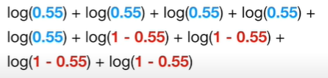 log(0.55) + log(0.55) + log(0.55) + log(0.55) +
log(0.55) + log(1 - 0.55) + log(1 - 0.55) +
log(1 - 0.55) + log(1 - 0.55)